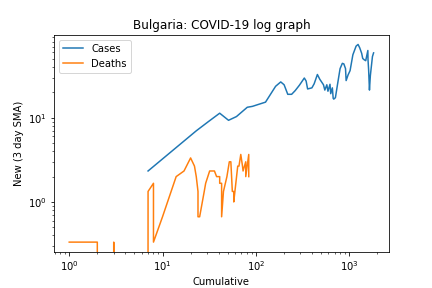 Bulgaria: COVID-19 log graph
Cases
Deaths
New (3 day SMA)
10¹
10⁰
10⁰ 10¹ 10² 10³
Cumulative